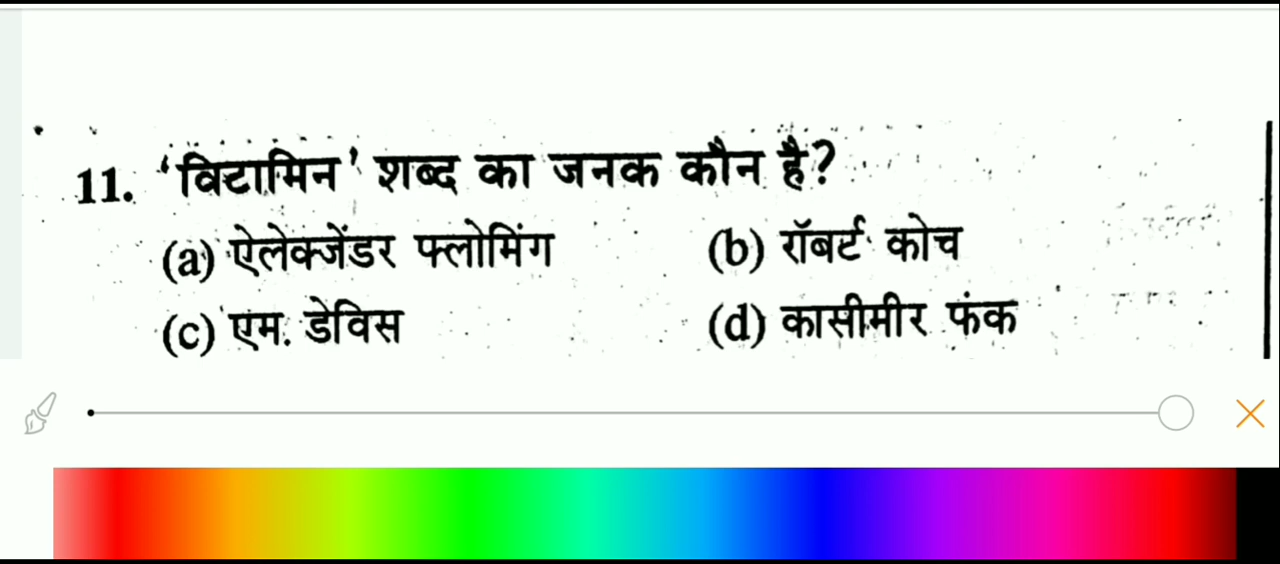 11. ‘विटामिन’ शब्द का जनक कौन है?
(a) ऐलेक्जेंडर फ्लोमिंग (b) रॉबर्ट कोच
(c) एम. डेविस (d) कासीमीर फंक